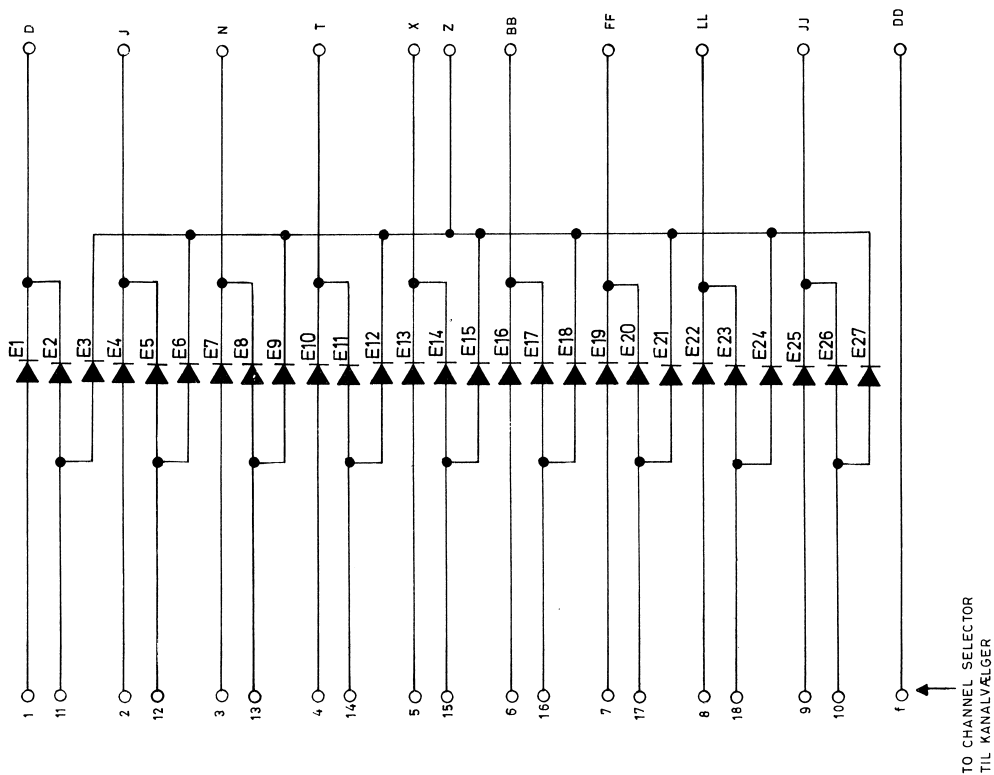 D
J
N
T
X
Z
BB
FF
LL
JJ
DD
E1
E2
E3
E4
E5
E6
E7
E8
E9
E10
E11
E12
E13
E14
E15
E16
E17
E18
E19
E20
E21
E22
E23
E24
E25
E26
E27
1
11
2
12
3
13
4
14
5
15
6
16
7
17
8
18
9
10
f
TO CHANNEL SELECTOR
TIL KANALVÆLGER